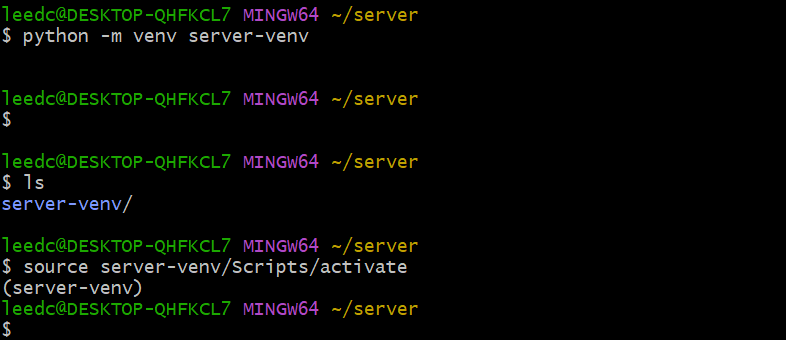 leedc@DESKTOP-QHFKCL7 MINGW64 ~/server
$ python -m venv server-venv
leedc@DESKTOP-QHFKCL7 MINGW64 ~/server
$
leedc@DESKTOP-QHFKCL7 MINGW64 ~/server
$ ls
server-venv/
leedc@DESKTOP-QHFKCL7 MINGW64 ~/server
$ source server-venv/Scripts/activate
(server-venv)
leedc@DESKTOP-QHFKCL7 MINGW64 ~/server
$